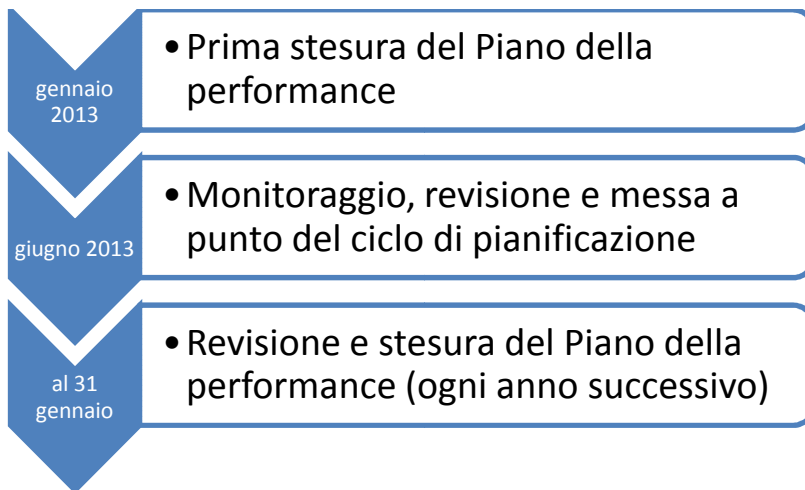 gennaio
2013
• Prima stesura del Piano della
performance
giugno 2013
• Monitoraggio, revisione e messa a
punto del ciclo di pianificazione
al 31
gennaio
• Revisione e stesura del Piano della
performance (ogni anno successivo)